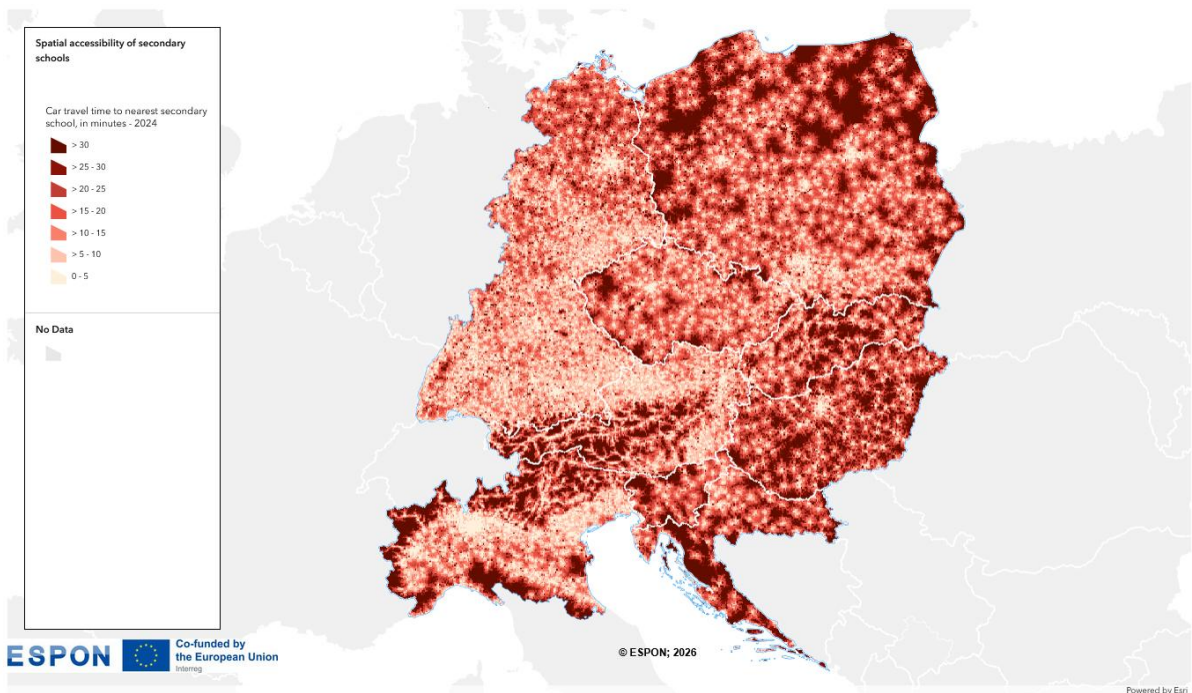 Spatial accessibility of secondary
schools
Car travel time to nearest secondary
school, in minutes - 2024
> 30
> 25 - 30
> 20 - 25
> 15 - 20
> 10 - 15
> 5 - 10
0 - 5
No Data
ESPON
Co-funded by
the European Union
Interreg
© ESPON; 2026
Powered by Esri